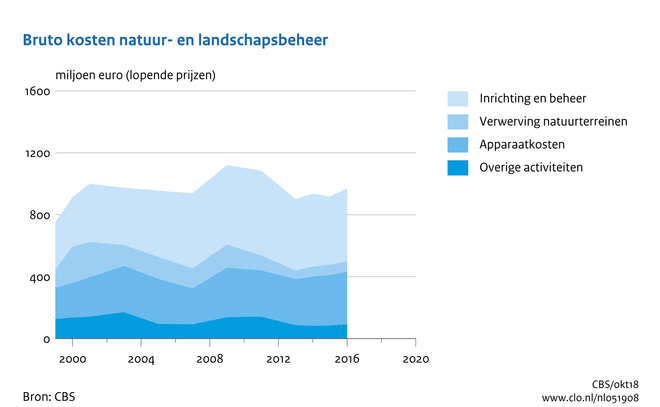 Bruto kosten natuur- en landschapsbeheer
miljoen euro (lopende prijzen)
1600
1200
800
400
0
2000 2004 2008 2012 2016 2020
Inrichting en beheer
Verwerving natuurterreinen
Apparaatkosten
Overige activiteiten
Bron: CBS
CBS/okt18
www.clo.nl/nl051908